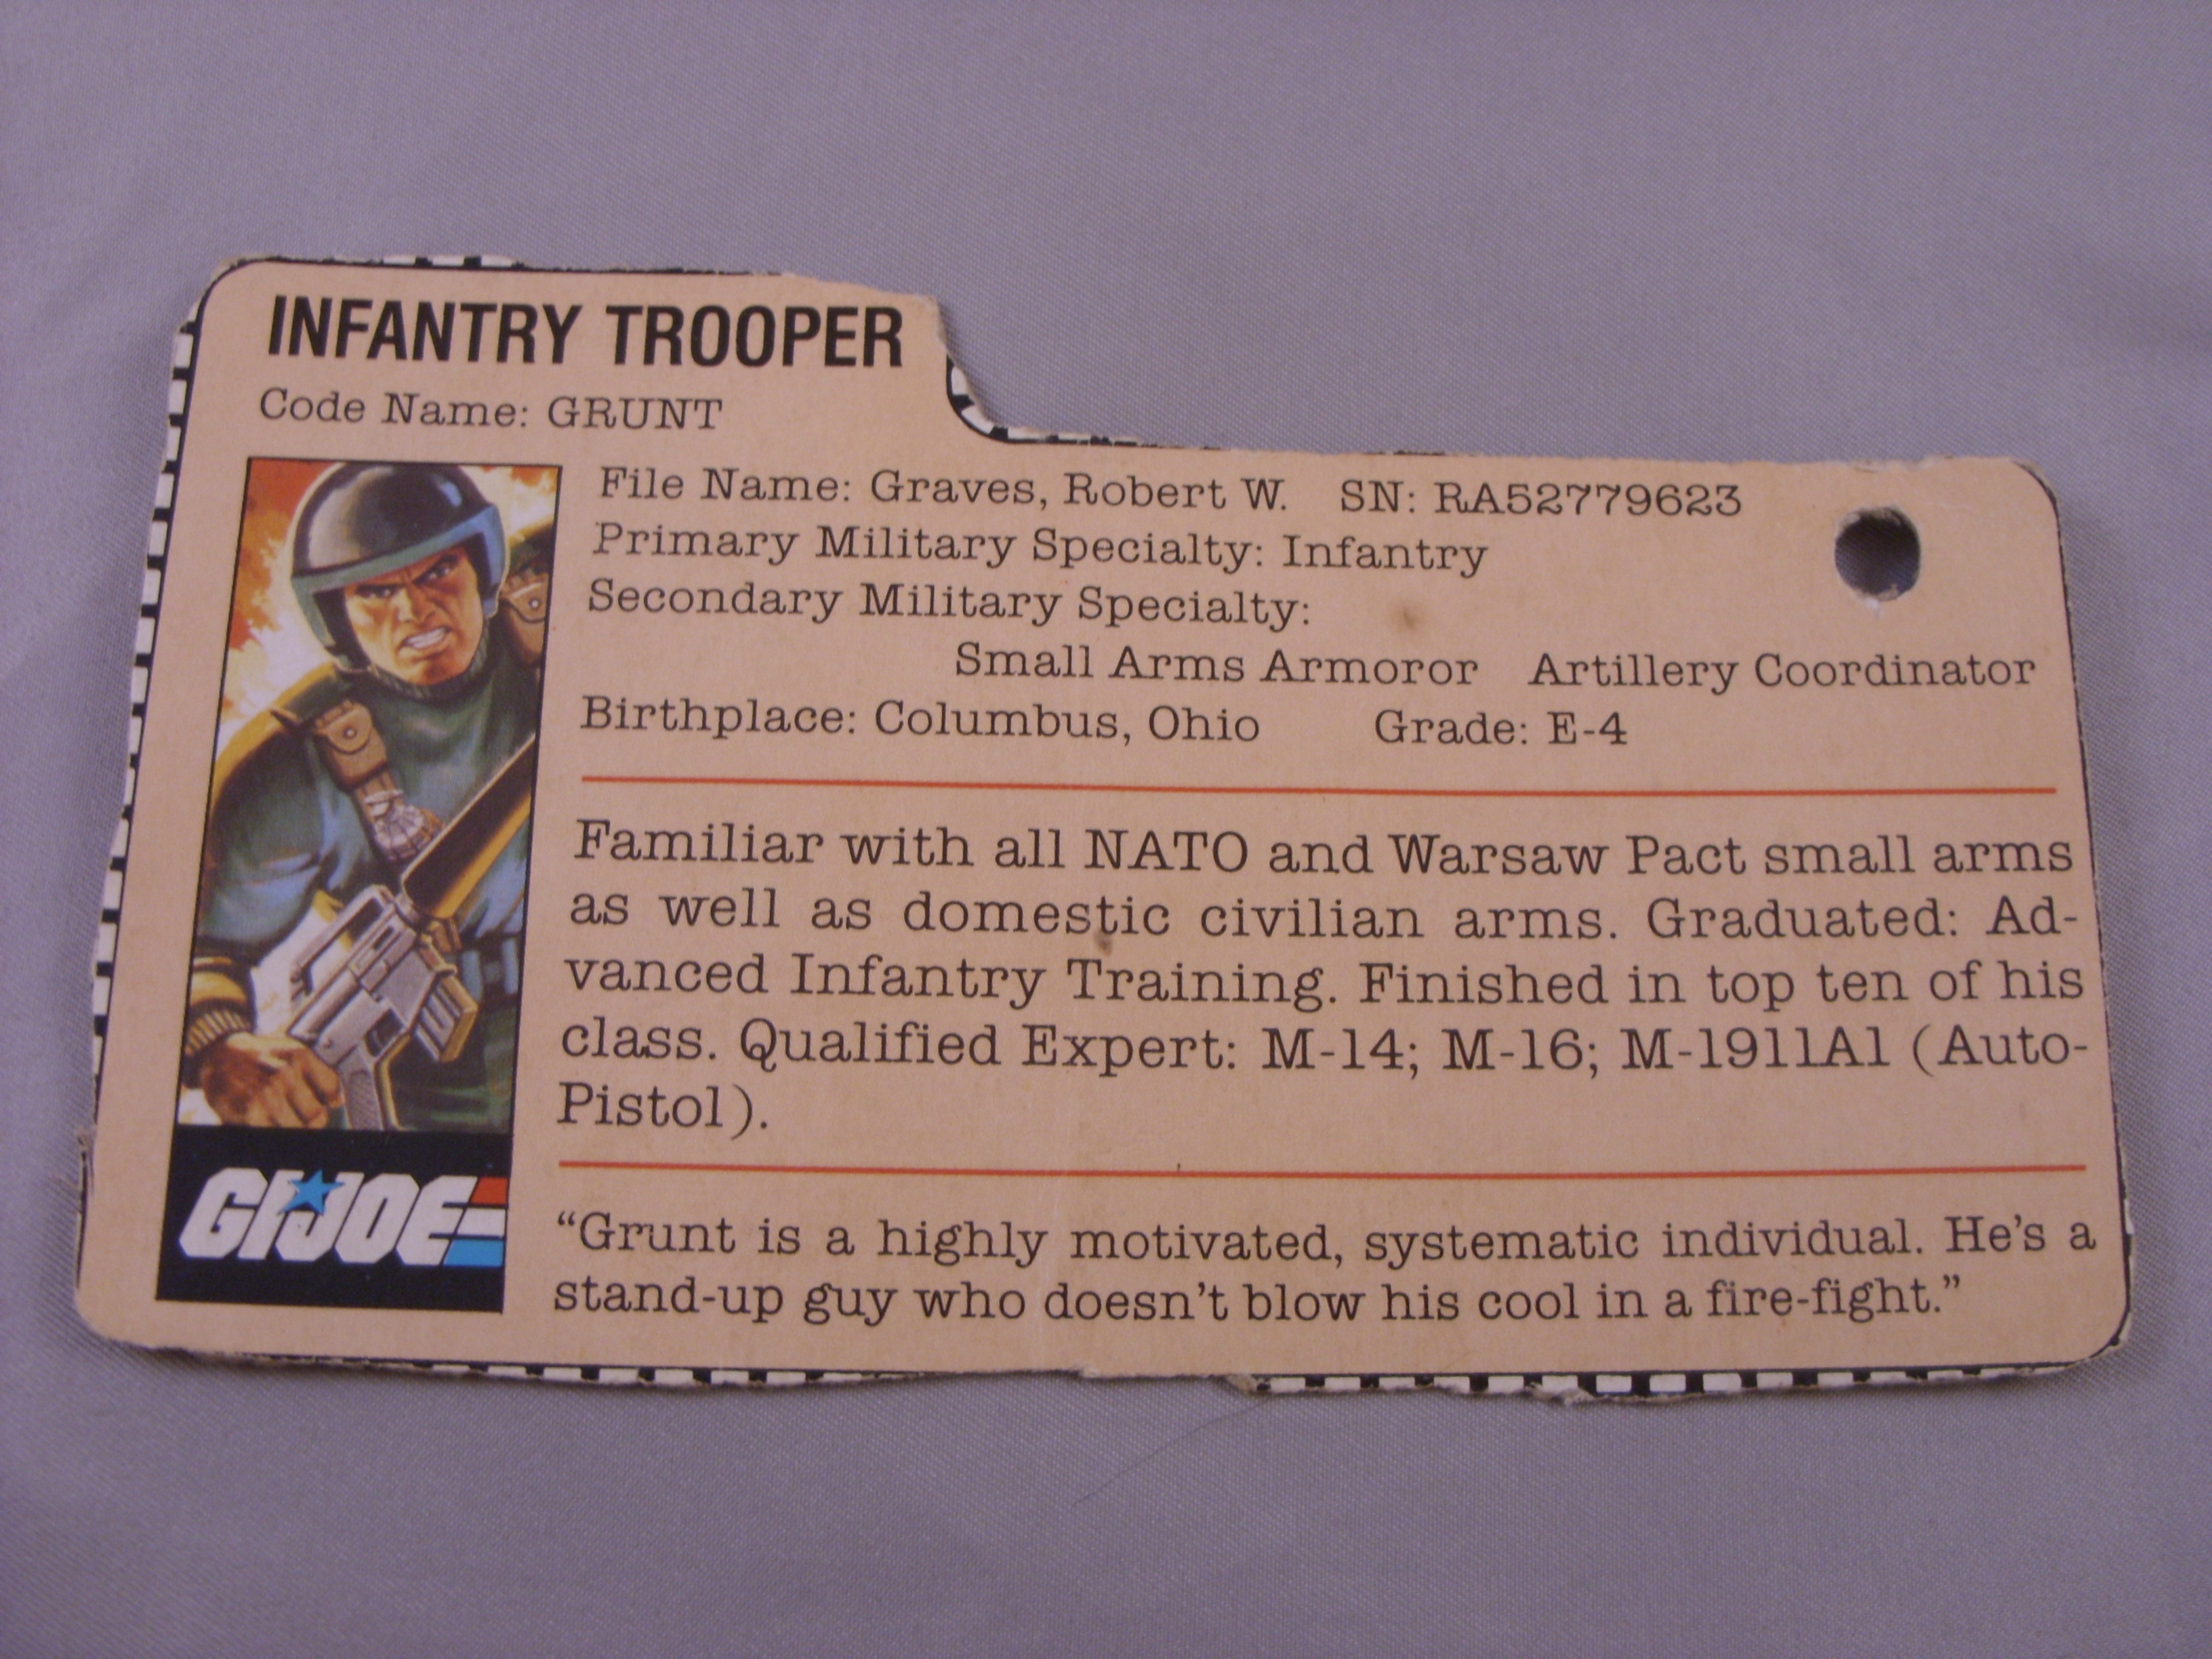 INFANTRY TROOPER
Code Name: GRUNT
File Name: Graves, Robert W. SN: RA52779623
Primary Military Specialty: Infantry
Secondary Military Specialty:
Small Arms Armoror Artillery Coordinator
Birthplace: Columbus, Ohio Grade: E-4
Familiar with all NATO and Warsaw Pact small arms
as well as domestic civilian arms. Graduated: Ad-
vanced Infantry Training. Finished in top ten of his
class. Qualified Expert: M-14; M-16; M-1911A1 (Auto-
Pistol).
GI JOE
“Grunt is a highly motivated, systematic individual. He’s a
stand-up guy who doesn’t blow his cool in a fire-fight.”